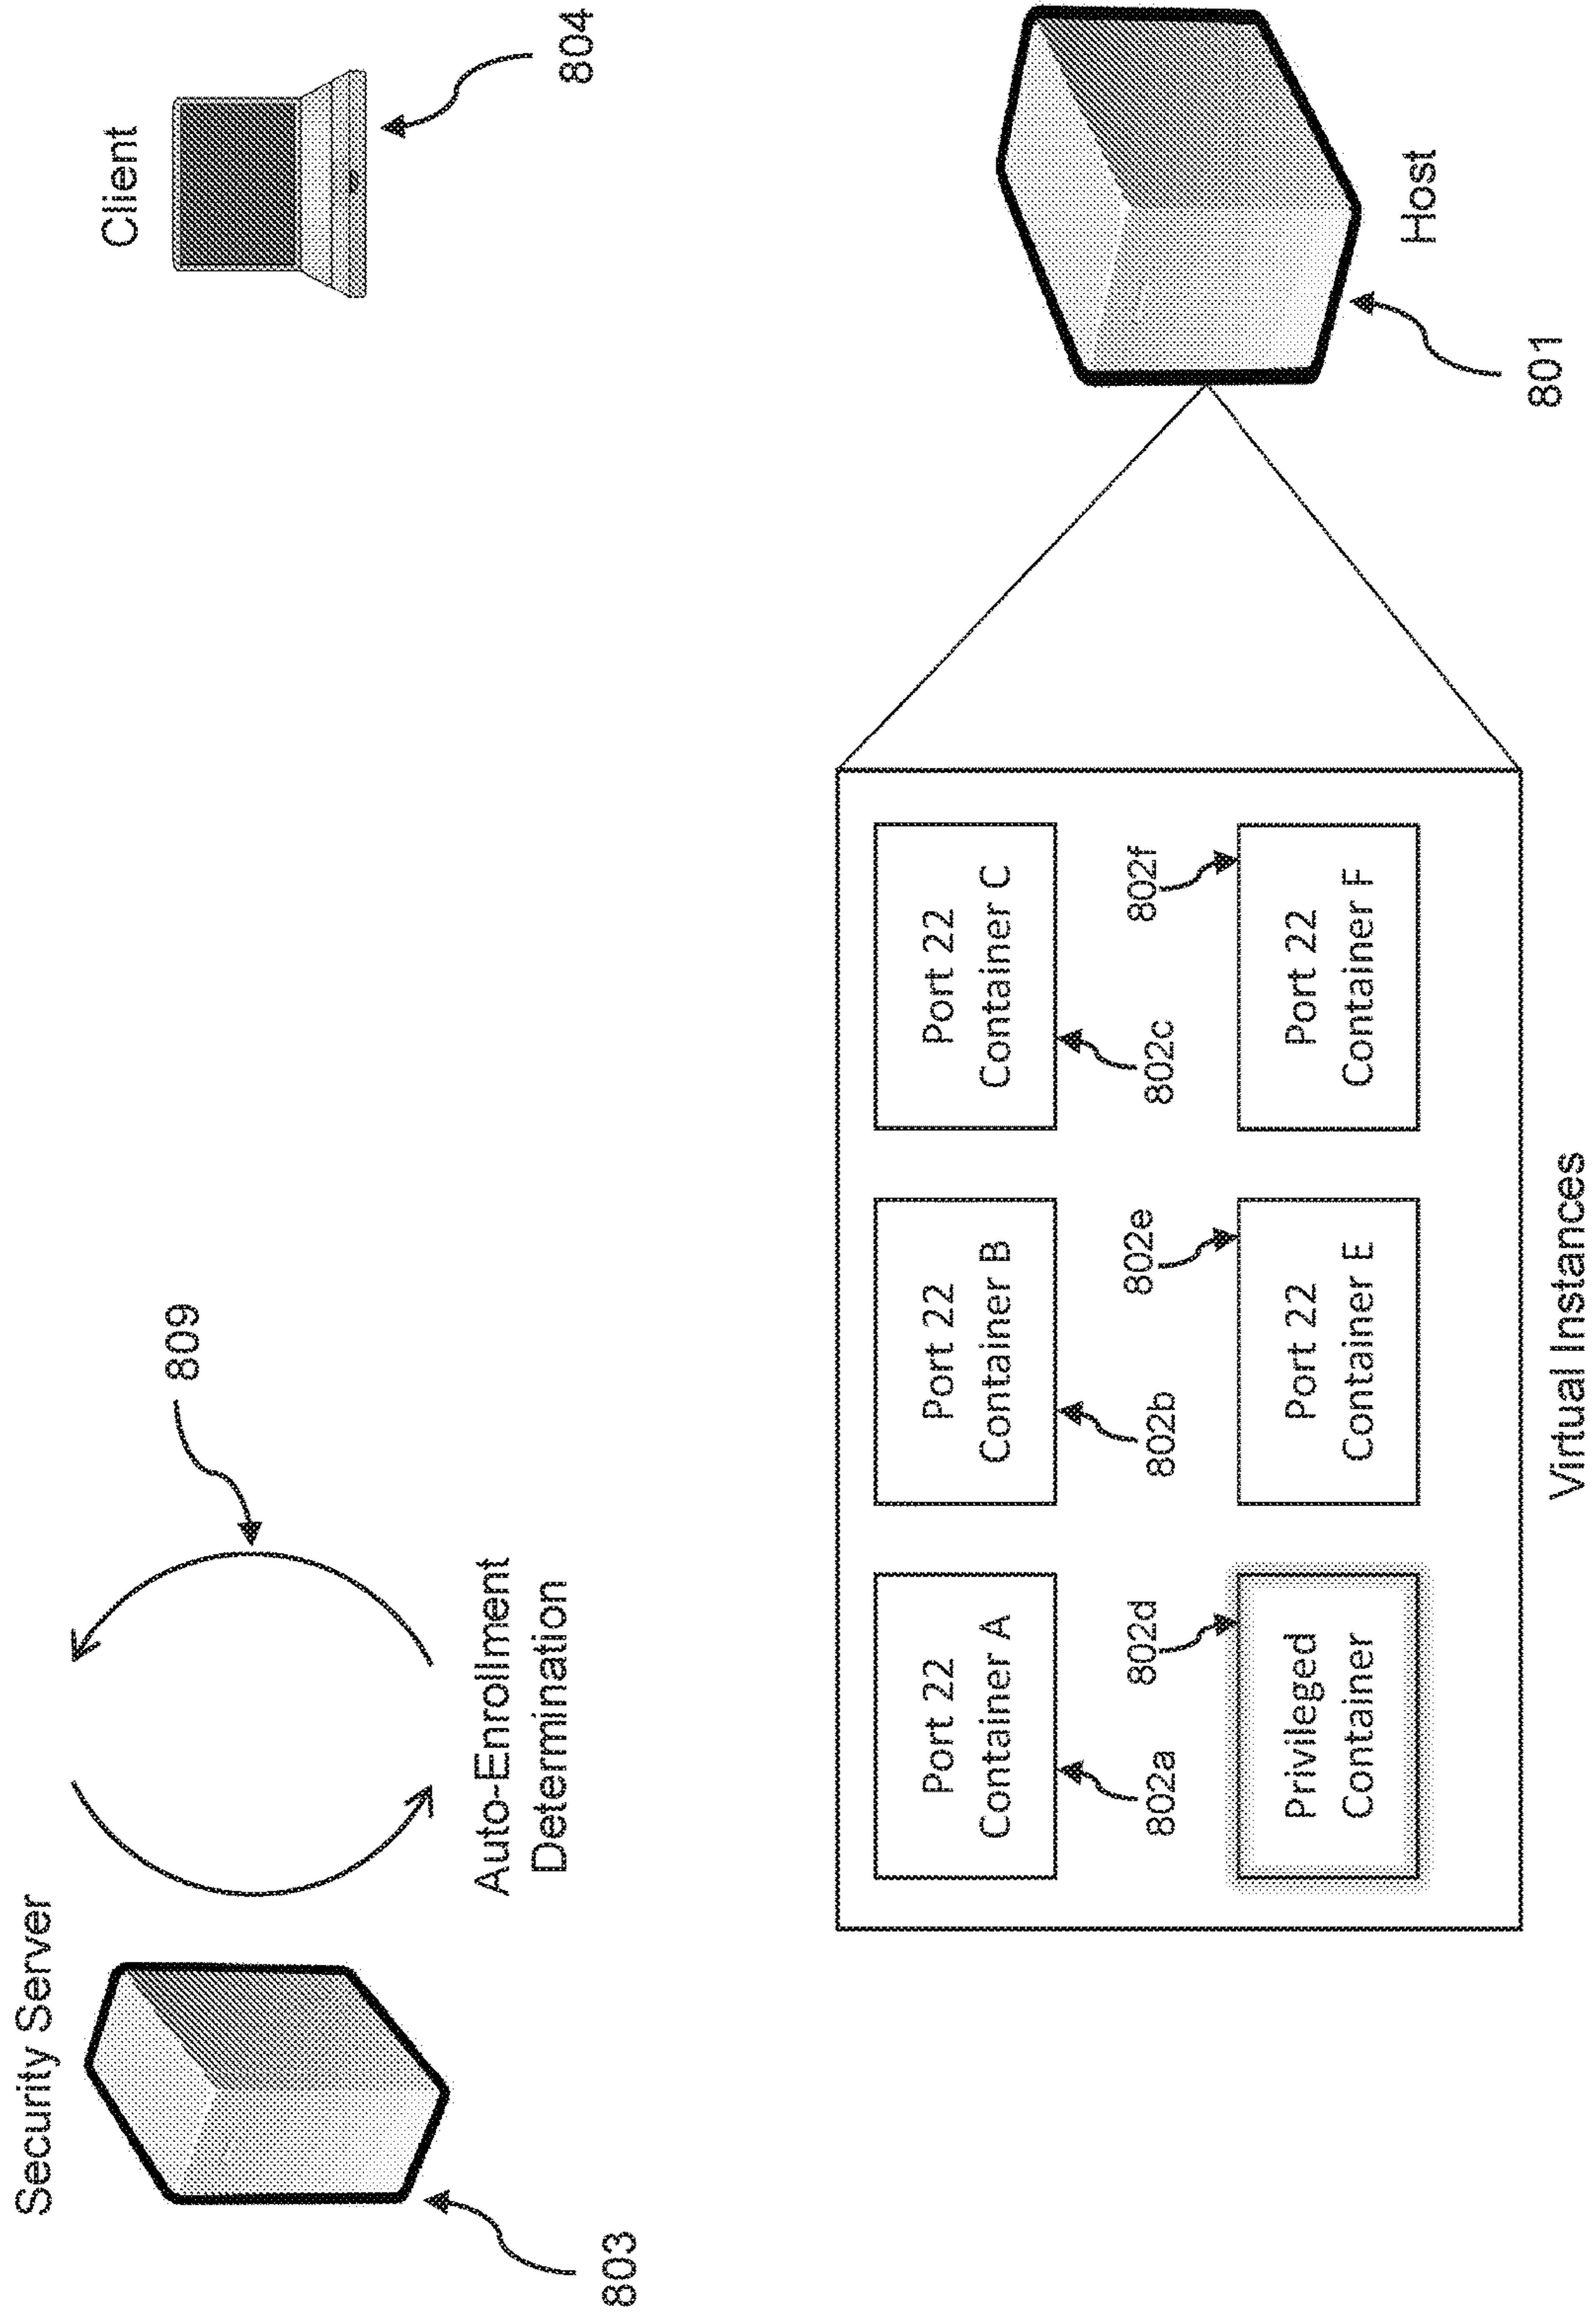 Security Server
803
809
Auto-Enrollment
Determination
Client
804
Port 22
Container A
802a
Port 22
Container B
802b
Port 22
Container C
802c
802d
Privileged
Container
802e
Port 22
Container E
802f
Port 22
Container F
Virtual Instances
Host
801